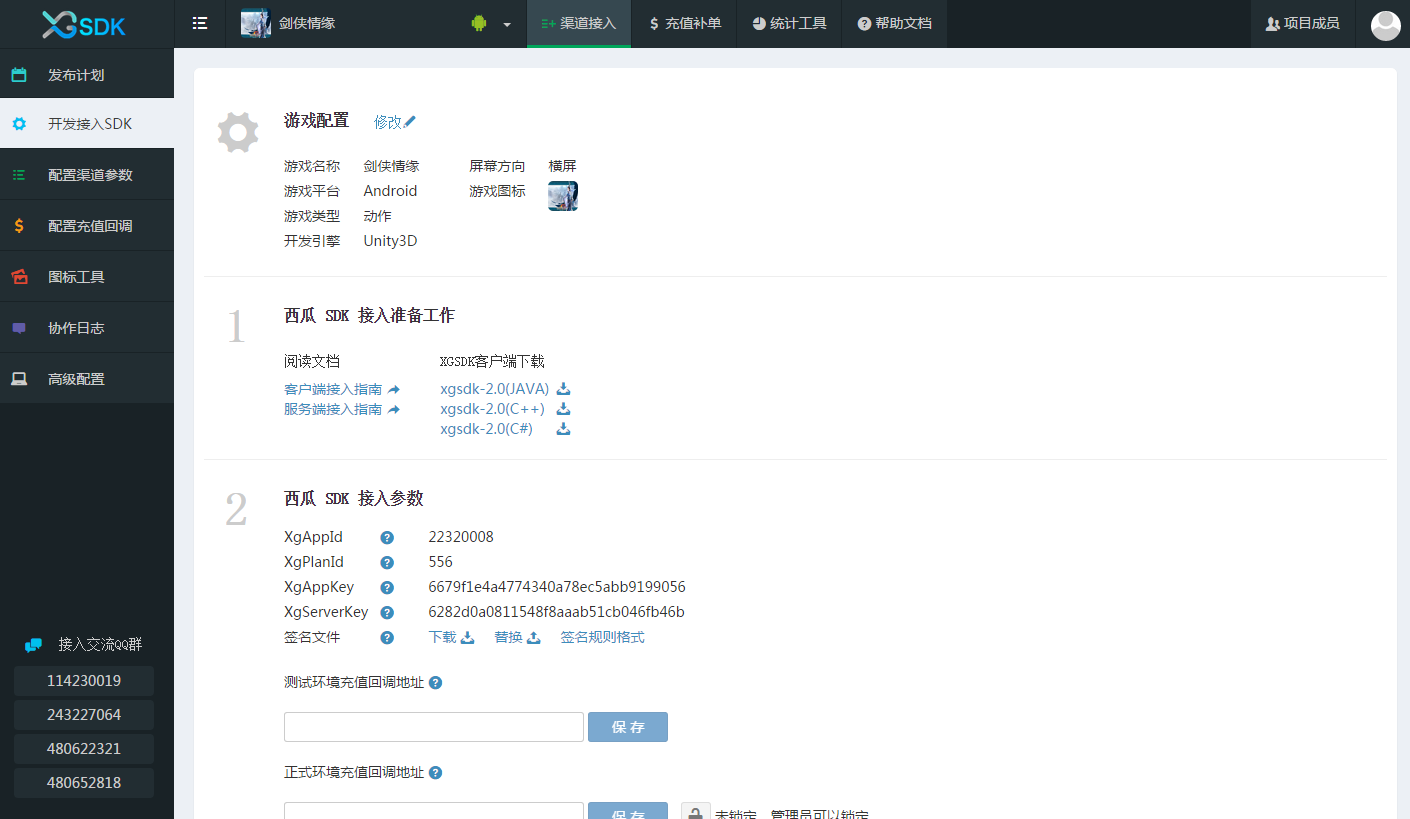 XGSDK
剑侠情缘
渠道接入
$ 充值补单
统计工具
帮助文档
项目成员
发布计划
开发接入SDK
配置渠道参数
配置充值回调
图标工具
协作日志
高级配置
接入交流QQ群
114230019
243227064
480622321
480652818
游戏配置 修改
游戏名称 剑侠情缘 屏幕方向 横屏
游戏平台 Android 游戏图标
游戏类型 动作
开发引擎 Unity3D
1 西瓜 SDK 接入准备工作
阅读文档 XGSDK客户端下载
客户端接入指南 xgsdk-2.0(JAVA)
服务端接入指南 xgsdk-2.0(C++)
xgsdk-2.0(C#)
2 西瓜 SDK 接入参数
XgAppId 22320008
XgPlanId 556
XgAppKey 6679f1e4a4774340a78ec5abb9199056
XgServerKey 6282d0a0811548f8aaab51cb046fb46b
签名文件 下载 替换 签名规则格式
测试环境充值回调地址
保 存
正式环境充值回调地址
保 存 未锁定，管理员可以锁定